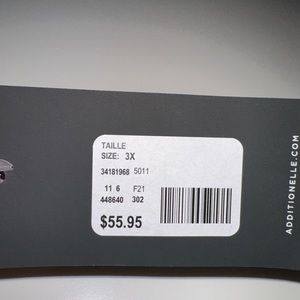 TAILLE
SIZE: 3X
34181968 5011
11 6 F21
448640 302
$55.95
ADDITIONELLE.COM